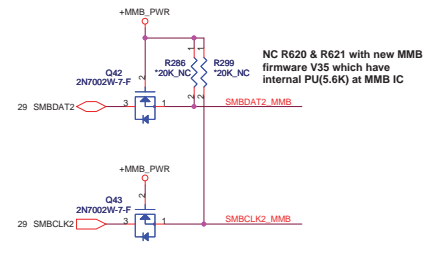 +MMB_PWR
Q42
2N7002W-7-F
2
29 SMBDAT2
3
1
R286
*20K_NC
1
2
R299
*20K_NC
1
2
SMBDAT2_MMB
NC R620 & R621 with new MMB
firmware V35 which have
internal PU(5.6K) at MMB IC
+MMB_PWR
Q43
2N7002W-7-F
2
29 SMBCLK2
3
1
SMBCLK2_MMB